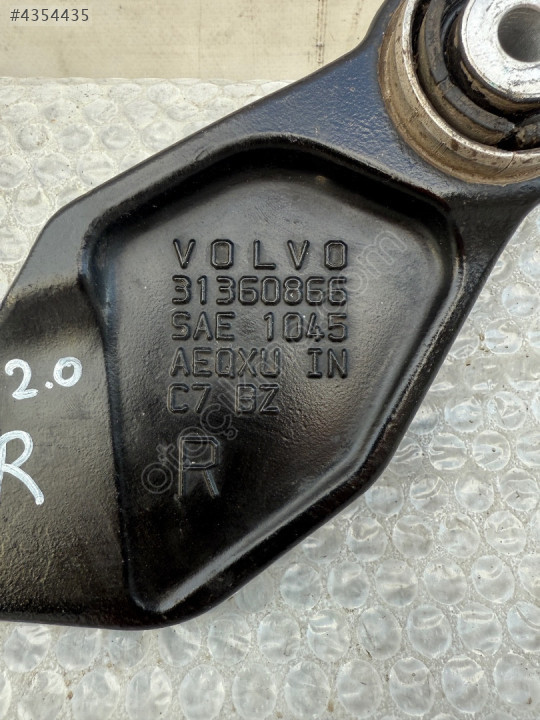 #4354435
VOLVO
31360866
SAE 1045
AEQXU IN
C7 BZ
R
2.0
R